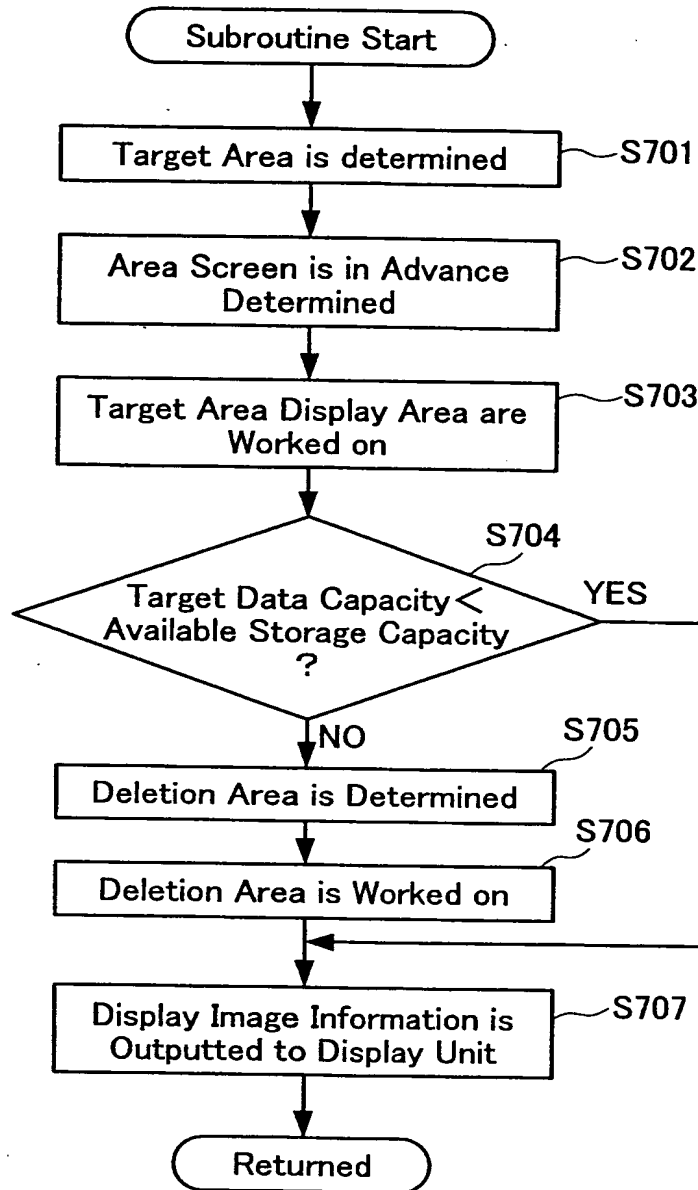 Subroutine Start
Target Area is determined
S701
Area Screen is in Advance
Determined
S702
Target Area Display Area are
Worked on
S703
S704
Target Data Capacity <
Available Storage Capacity
?
YES
NO
S705
Deletion Area is Determined
S706
Deletion Area is Worked on
Display Image Information is
Outputted to Display Unit
S707
Returned